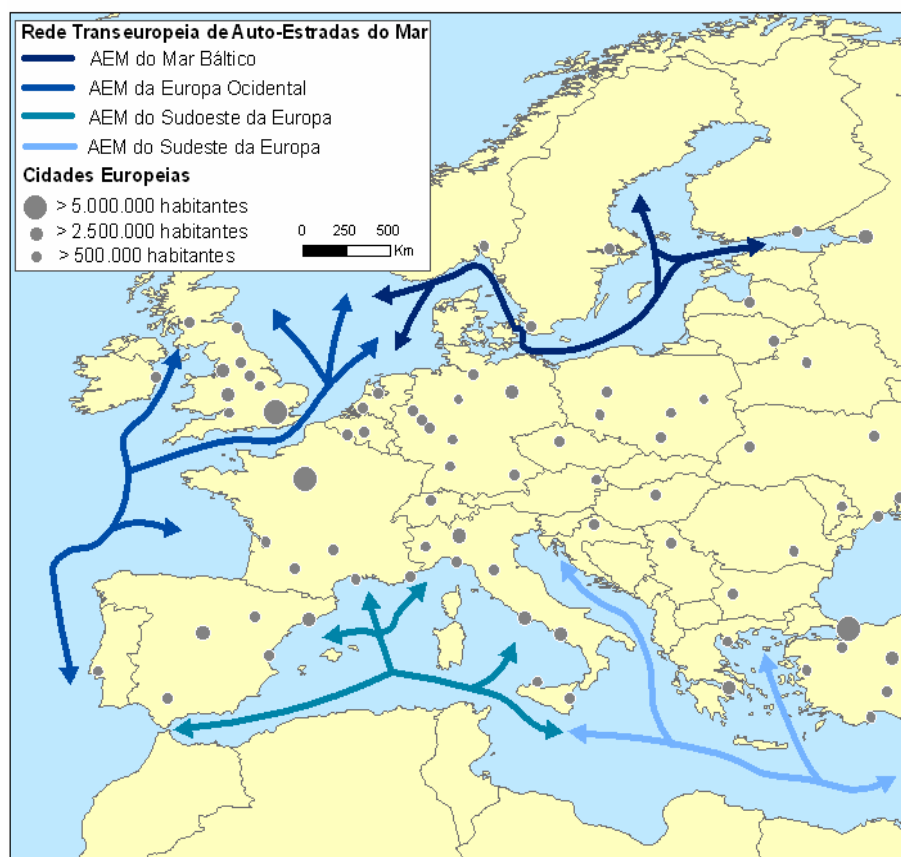 Rede Transeuropeia de Auto-Estradas do Mar
AEM do Mar Báltico
AEM da Europa Ocidental
AEM do Sudoeste da Europa
AEM do Sudeste da Europa
Cidades Europeias
> 5.000.000 habitantes
> 2.500.000 habitantes
> 500.000 habitantes
0 250 500
Km